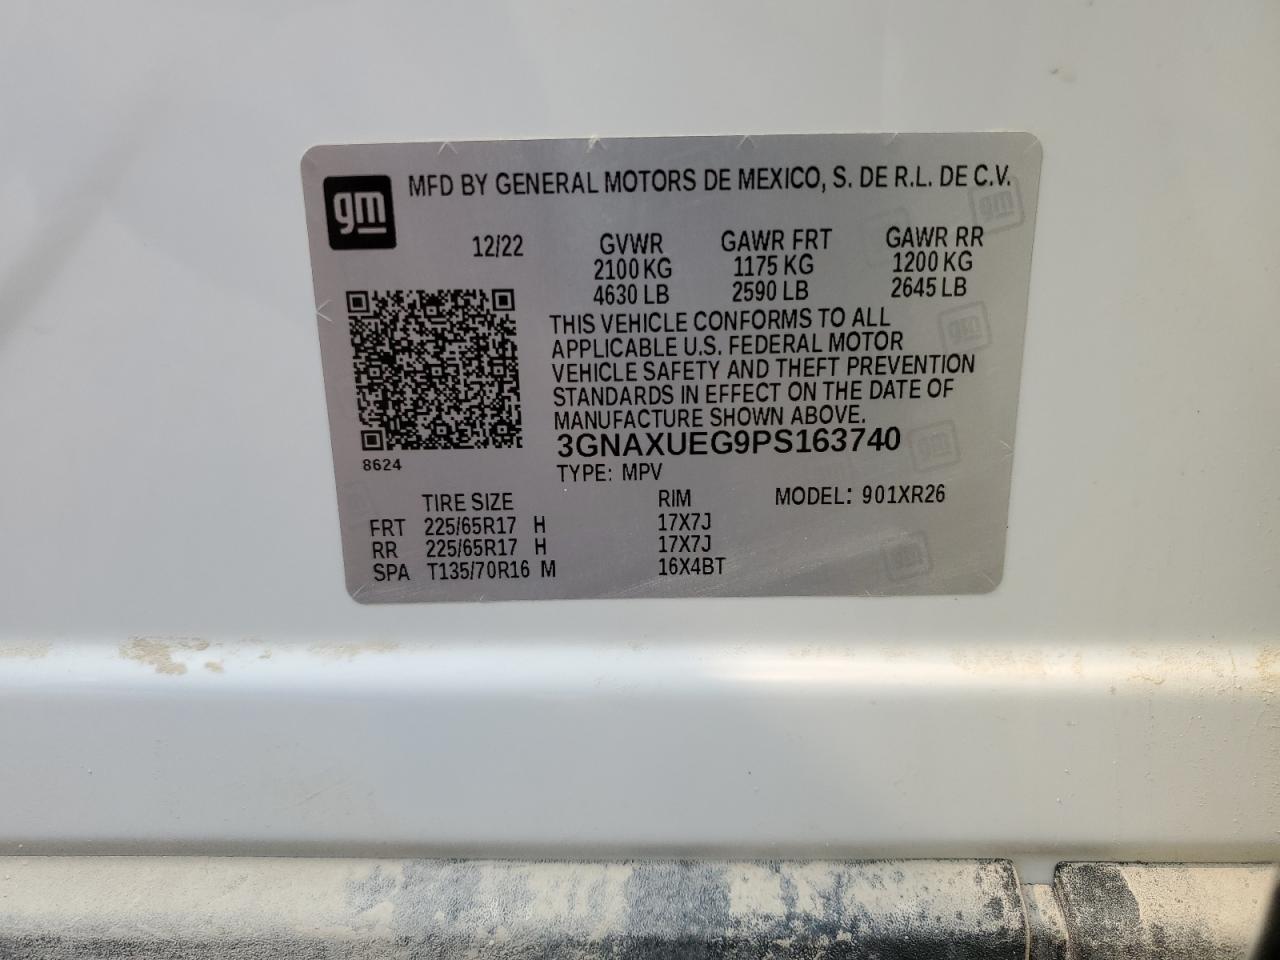 gm MFD BY GENERAL MOTORS DE MEXICO, S. DE R.L. DE C.V.
12/22 GVWR GAWR FRT GAWR RR
2100 KG 1175 KG 1200 KG
4630 LB 2590 LB 2645 LB
THIS VEHICLE CONFORMS TO ALL
APPLICABLE U.S. FEDERAL MOTOR
VEHICLE SAFETY AND THEFT PREVENTION
STANDARDS IN EFFECT ON THE DATE OF
MANUFACTURE SHOWN ABOVE.
3GNAXUEG9PS163740
8624
TYPE: MPV
TIRE SIZE RIM MODEL: 901XR26
FRT 225/65R17 H 17X7J
RR 225/65R17 H 17X7J
SPA T135/70R16 M 16X4BT